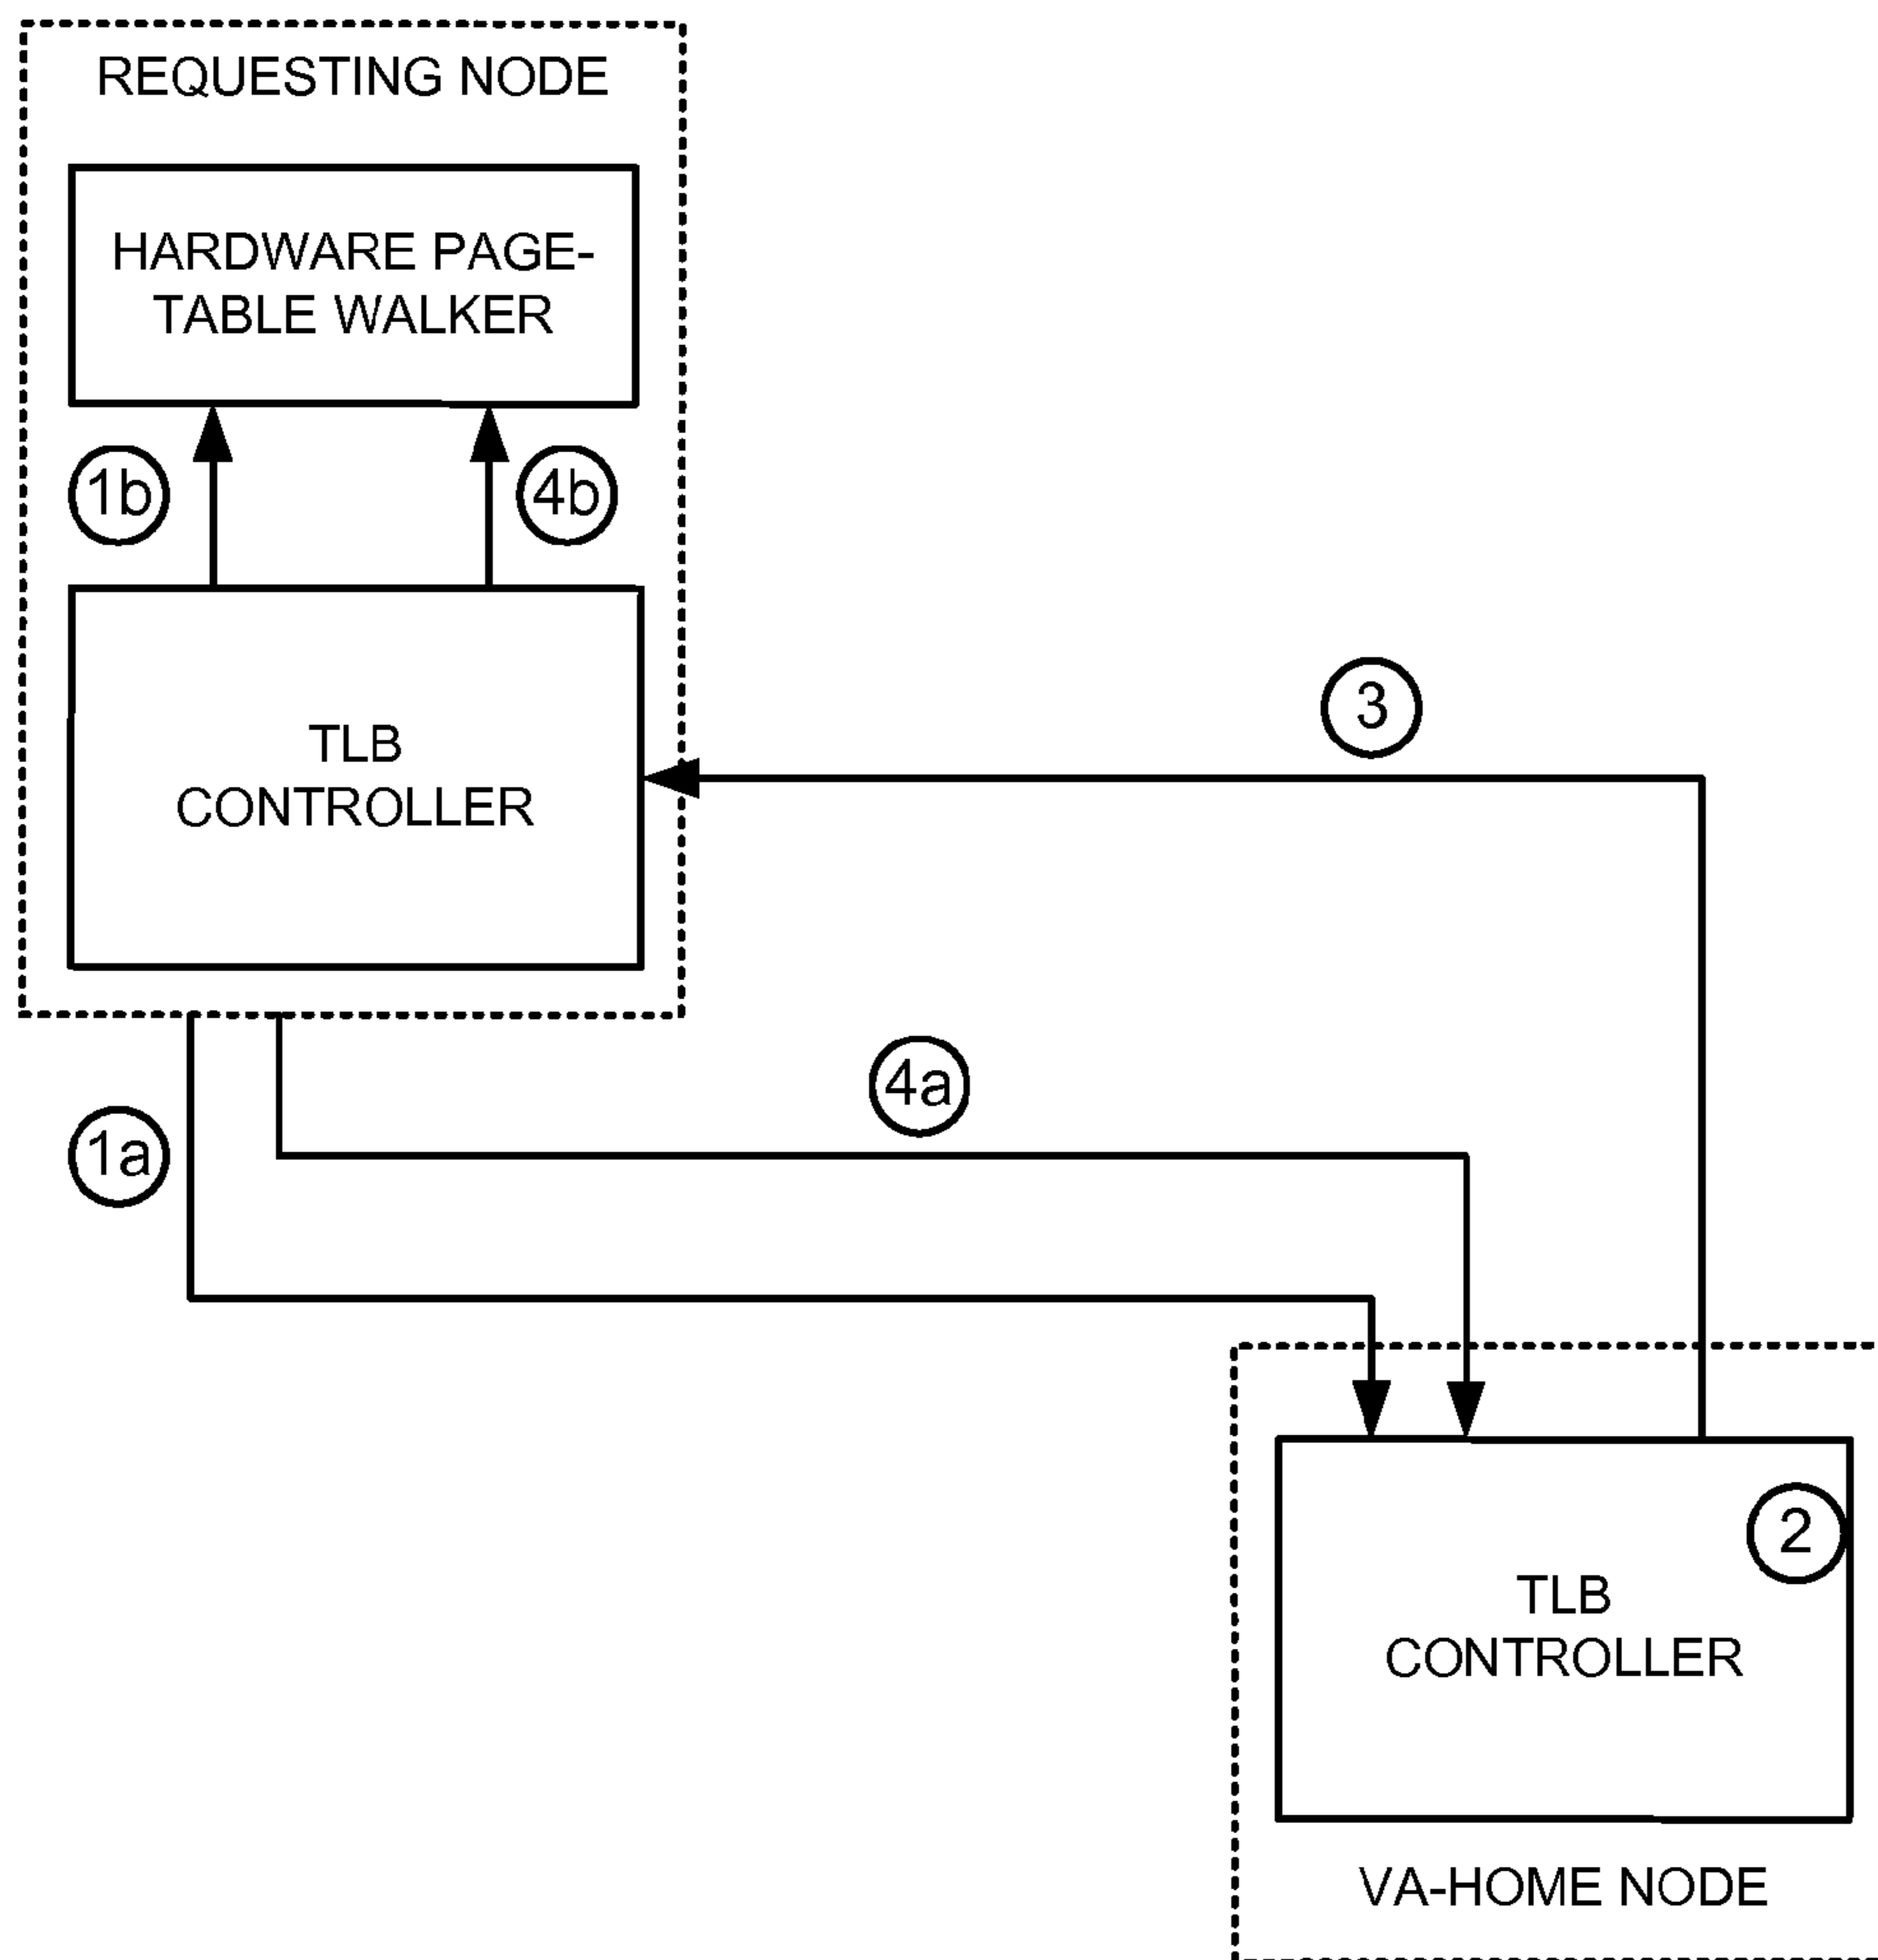 REQUESTING NODE
HARDWARE PAGE-
TABLE WALKER
1b
4b
TLB
CONTROLLER
3
4a
1a
2
TLB
CONTROLLER
VA-HOME NODE